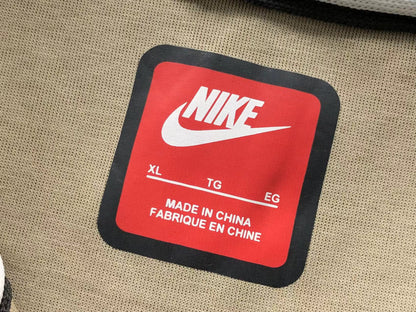 NIKE
XL TG EG
MADE IN CHINA
FABRIQUE EN CHINE